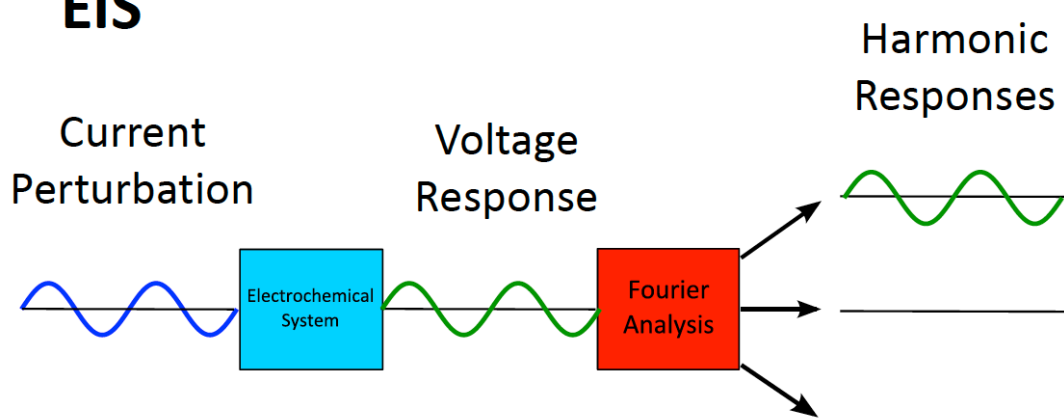 EIS
Current
Perturbation
Voltage
Response
Harmonic
Responses
Electrochemical
System
Fourier
Analysis